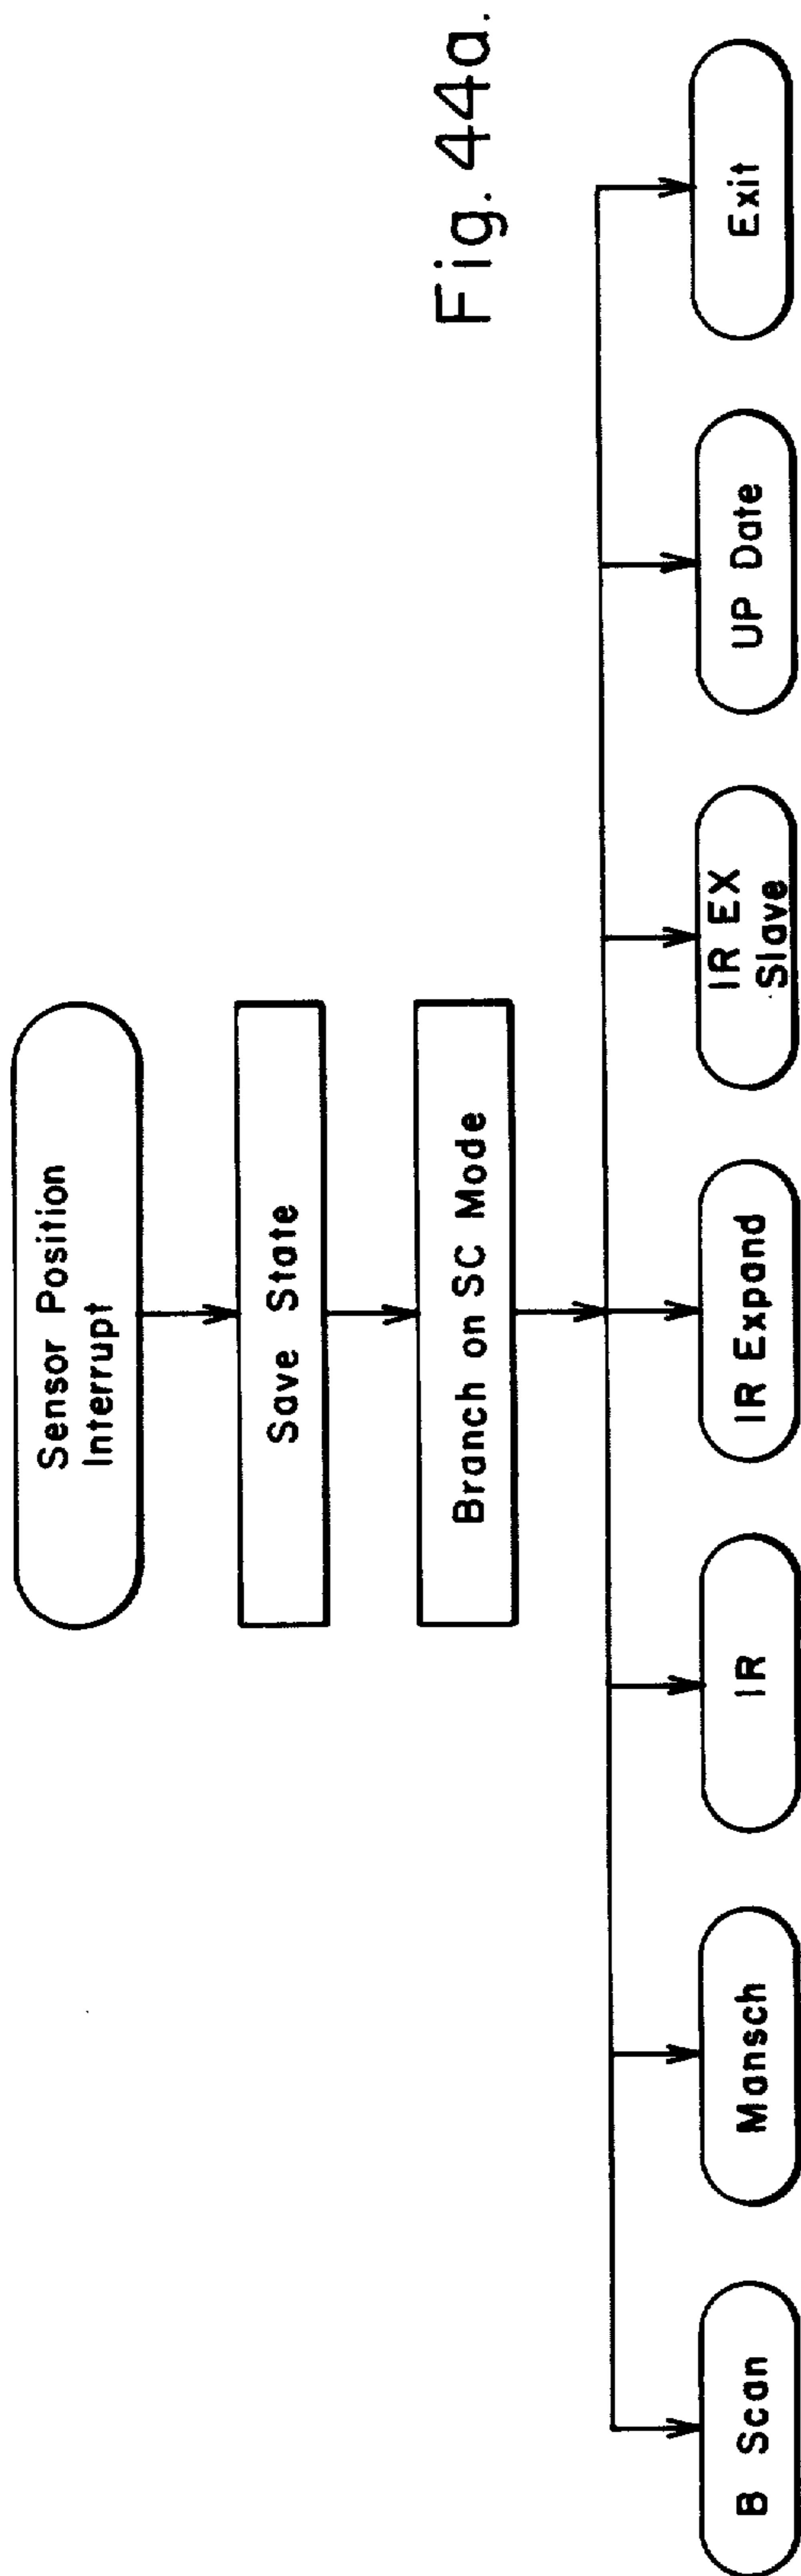 Sensor Position
Interrupt
Save State
Branch on SC Mode
B Scan
Mansch
IR
IR Expand
IR EX
Slave
UP Date
Exit
Fig. 44a.